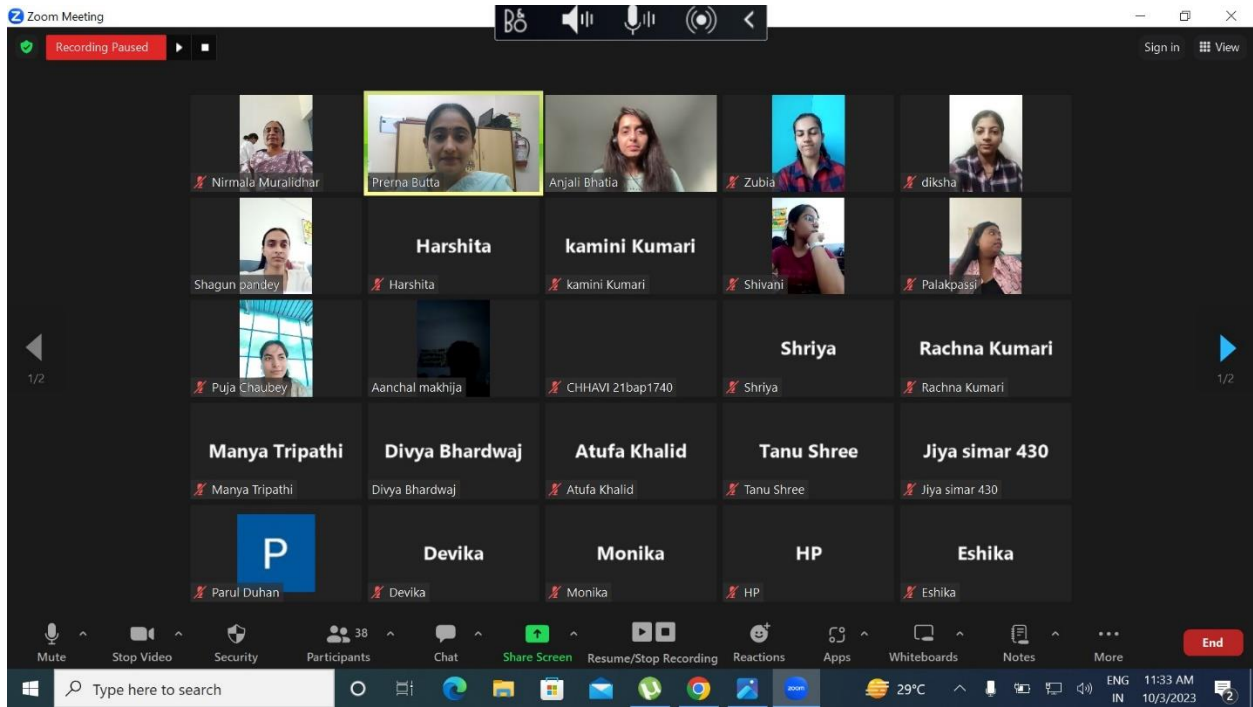 Zoom Meeting
Recording Paused
Sign in
View
Nirmala Muralidhar
Prerna Butta
Anjali Bhatia
Zubia
diksha
Shagun pandey
Harshita
Harshita
kamini Kumari
kamini Kumari
Shivani
Palakpassi
Puja Chaubey
Aanchal makhija
CHHAVI 21bap1740
Shriya
Shriya
Rachna Kumari
Rachna Kumari
1/2
1/2
Manya Tripathi
Manya Tripathi
Divya Bhardwaj
Divya Bhardwaj
Atufa Khalid
Atufa Khalid
Tanu Shree
Tanu Shree
Jiya simar 430
Jiya simar 430
P
Parul Duhan
Devika
Devika
Monika
Monika
HP
HP
Eshika
Eshika
Mute
Stop Video
Security
Participants
38
Chat
Share Screen
Resume/Stop Recording
Reactions
Apps
Whiteboards
Notes
More
End
Type here to search
zoom
29°C
ENG
IN
11:33 AM
10/3/2023
2